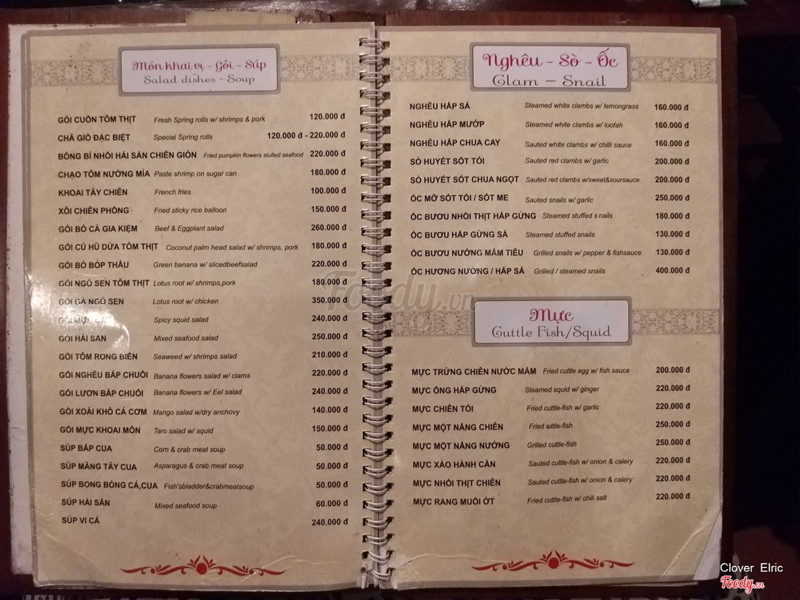 Món khai vị - Gỏi - Súp
Salad dishes - Soup
GỎI CUỐN TÔM THỊT Fresh Spring rolls w/ shrimps & pork 120.000 đ
CHẢ GIÒ ĐẶC BIỆT Special Spring rolls 120.000 đ - 220.000 đ
BÔNG BÍ NHỒI HẢI SẢN CHIÊN GIÒN Fried pumpkin flowers stuffed seafood 220.000 đ
CHẠO TÔM NƯỚNG MÍA Paste shrimp on sugar can 180.000 đ
KHOAI TÂY CHIÊN French fries 100.000 đ
XÔI CHIÊN PHỒNG Fried sticky rice balloon 150.000 đ
GỎI BÒ CÀ GIA KIỆM Beef & Eggplant salad 260.000 đ
GỎI CỦ HŨ DỪA TÔM THỊT Coconut palm head salad w/ shrimps, pork 180.000 đ
GỎI BÒ BÓP THẤU Green banana w/ slicedbeefsalad 220.000 đ
GỎI NGÓ SEN TÔM THỊT Lotus root w/shrimps,pork 180.000 đ
GỎI GÀ NGÓ SEN Lotus root w/ chicken 350.000 đ
GỎI MỰC Spicy squid salad 240.000 đ
GỎI HẢI SẢN Mixed seafood salad 250.000 đ
GỎI TÔM RONG BIỂN Seaweed w/ shrimps salad 210.000 đ
GỎI NGHÊU BẮP CHUỐI Banana flowers salad w/ clams 220.000 đ
GỎI LƯƠN BẮP CHUỐI Banana flowers w/ Eel salad 240.000 đ
GỎI XOÀI KHÔ CÁ CƠM Mango salad w/dry anchovy 140.000 đ
GỎI MỰC KHOAI MÔN Taro salad w/ squid 150.000 đ
SÚP BẮP CUA Corn & crab meat soup 50.000 đ
SÚP MĂNG TÂY CUA Asparagus & crab meat soup 50.000 đ
SÚP BONG BÓNG CÁ,CUA Fish'sbladder&crabmeatsoup 50.000 đ
SÚP HẢI SẢN Mixed seafood soup 60.000 đ
SÚP VI CÁ 240.000 đ
Nghêu - Sò - Ốc
Clam - Snail
NGHÊU HẤP SẢ Steamed white clambs w/ lemongrass 160.000 đ
NGHÊU HẤP MƯỚP Steamed white clambs w/ loofah 160.000 đ
NGHÊU HẤP CHUA CAY Sauted white clambs w/ chilli sauce 160.000 đ
SÒ HUYẾT SỐT TỎI Sauted red clambs w/ garlic 200.000 đ
SÒ HUYẾT SỐT CHUA NGỌT Sauted red clambs w/sweet&soursauce 200.000 đ
ỐC MỠ SỐT TỎI / SỐT ME Sauted snails w/ garlic 250.000 đ
ỐC BƯƠU NHỒI THỊT HẤP GỪNG Steamed stuffed snails 180.000 đ
ỐC BƯƠU HẤP GỪNG SẢ Steamed stuffed snails 130.000 đ
ỐC BƯƠU NƯỚNG MẮM TIÊU Grilled snails w/ pepper & fishsauce 130.000 đ
ỐC HƯƠNG NƯỚNG / HẤP SẢ Grilled / steamed snails 400.000 đ
Mực
Cuttle Fish/Squid
MỰC TRỨNG CHIÊN NƯỚC MẮM Fried cuttle egg w/ fish sauce 200.000 đ
MỰC ỐNG HẤP GỪNG Steamed squid w/ ginger 220.000 đ
MỰC CHIÊN TỎI Fried cuttle-fish w/ garlic 220.000 đ
MỰC MỘT NẮNG CHIÊN Fried cuttle-fish 250.000 đ
MỰC MỘT NẮNG NƯỚNG Grilled cuttle-fish 250.000 đ
MỰC XÀO HÀNH CẦN Sauted cuttle-fish w/ onion & calery 220.000 đ
MỰC NHỒI THỊT CHIÊN Sauted cuttle-fish w/ onion & calery 220.000 đ
MỰC RANG MUỐI ỚT Fried cuttle-fish w/ chili salt 220.000 đ
Foody.vn
Clover Elric
Foody.vn